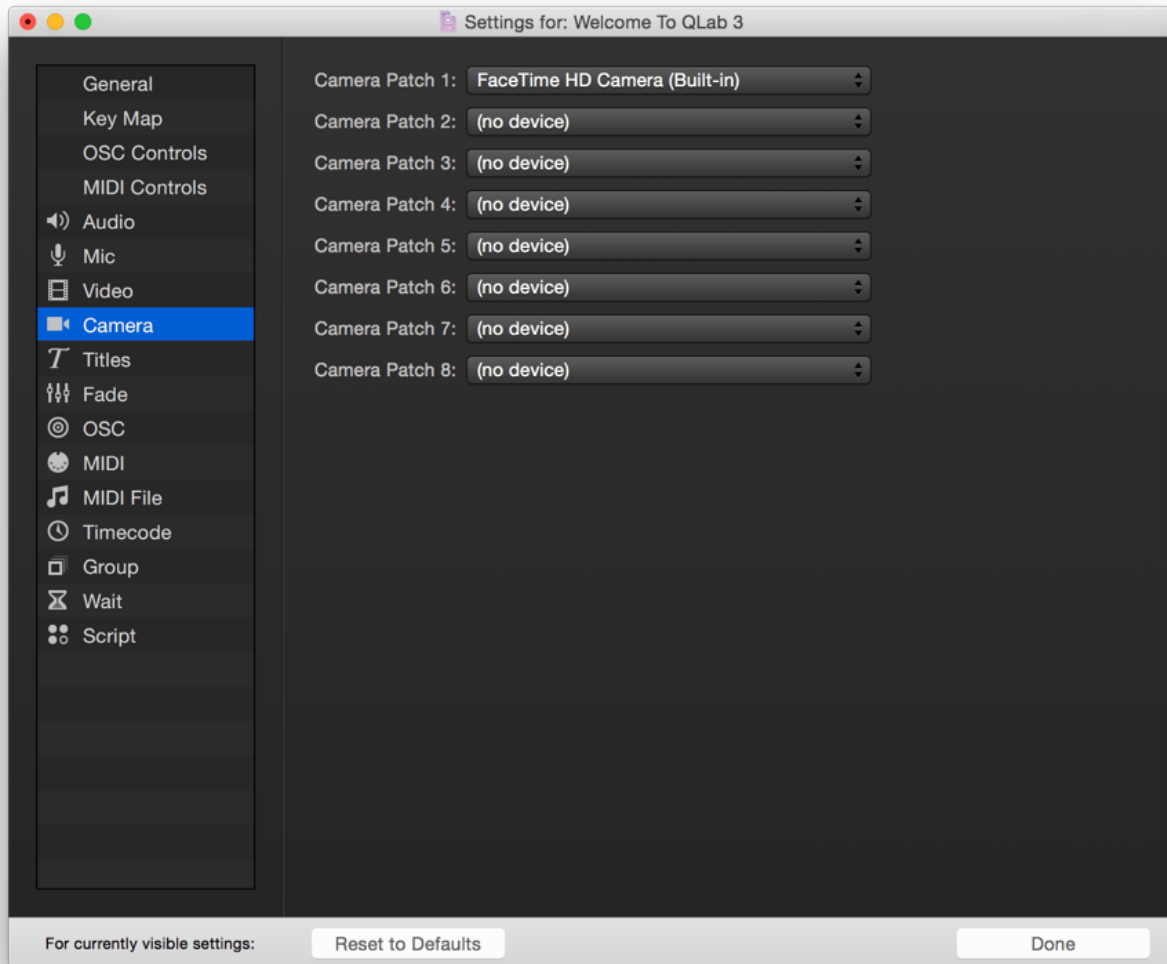 Settings for: Welcome To QLab 3
General
Key Map
OSC Controls
MIDI Controls
Audio
Mic
Video
Camera
Titles
Fade
OSC
MIDI
MIDI File
Timecode
Group
Wait
Script
Camera Patch 1: FaceTime HD Camera (Built-in)
Camera Patch 2: (no device)
Camera Patch 3: (no device)
Camera Patch 4: (no device)
Camera Patch 5: (no device)
Camera Patch 6: (no device)
Camera Patch 7: (no device)
Camera Patch 8: (no device)
For currently visible settings: Reset to Defaults Done